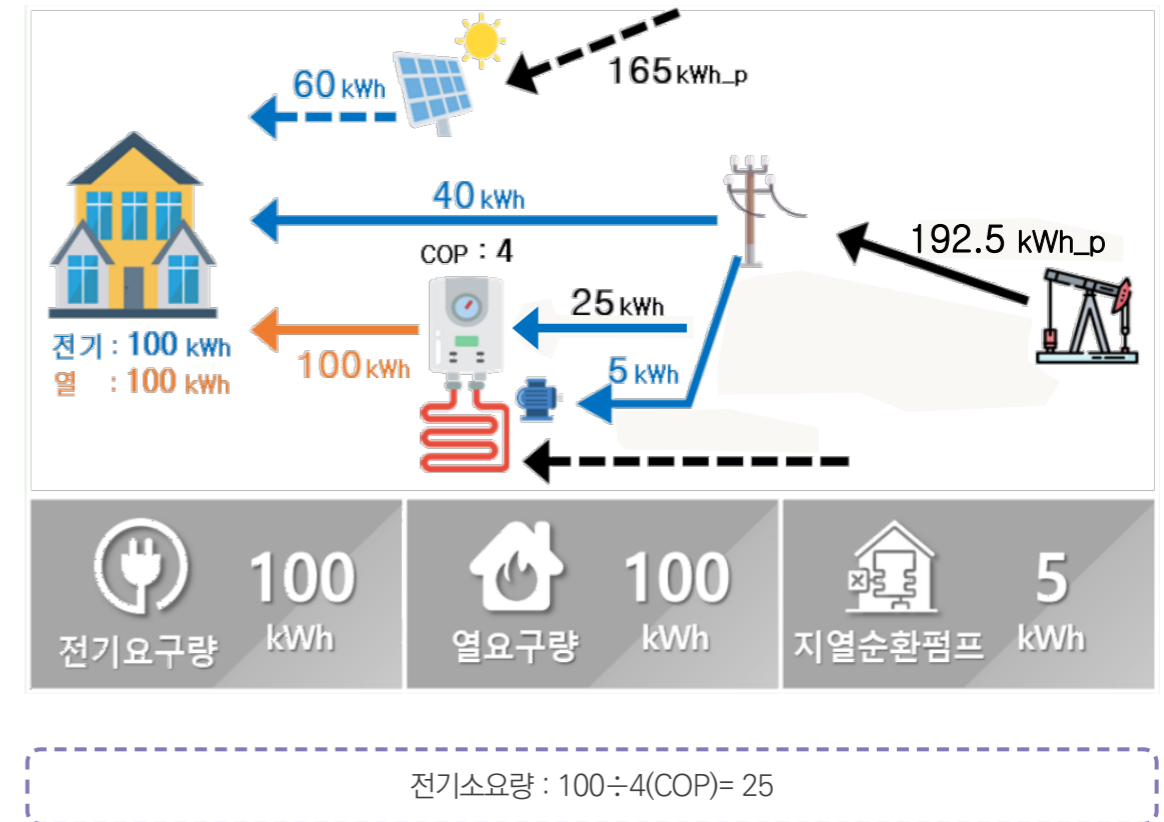 165 kWh_p
60 kWh
40 kWh
192.5 kWh_p
COP : 4
25 kWh
전기 : 100 kWh
100 kWh
5 kWh
열 : 100 kWh
100
kWh
전기요구량
100
kWh
열요구량
5
kWh
지열순환펌프
전기소요량 : 100÷4(COP)= 25